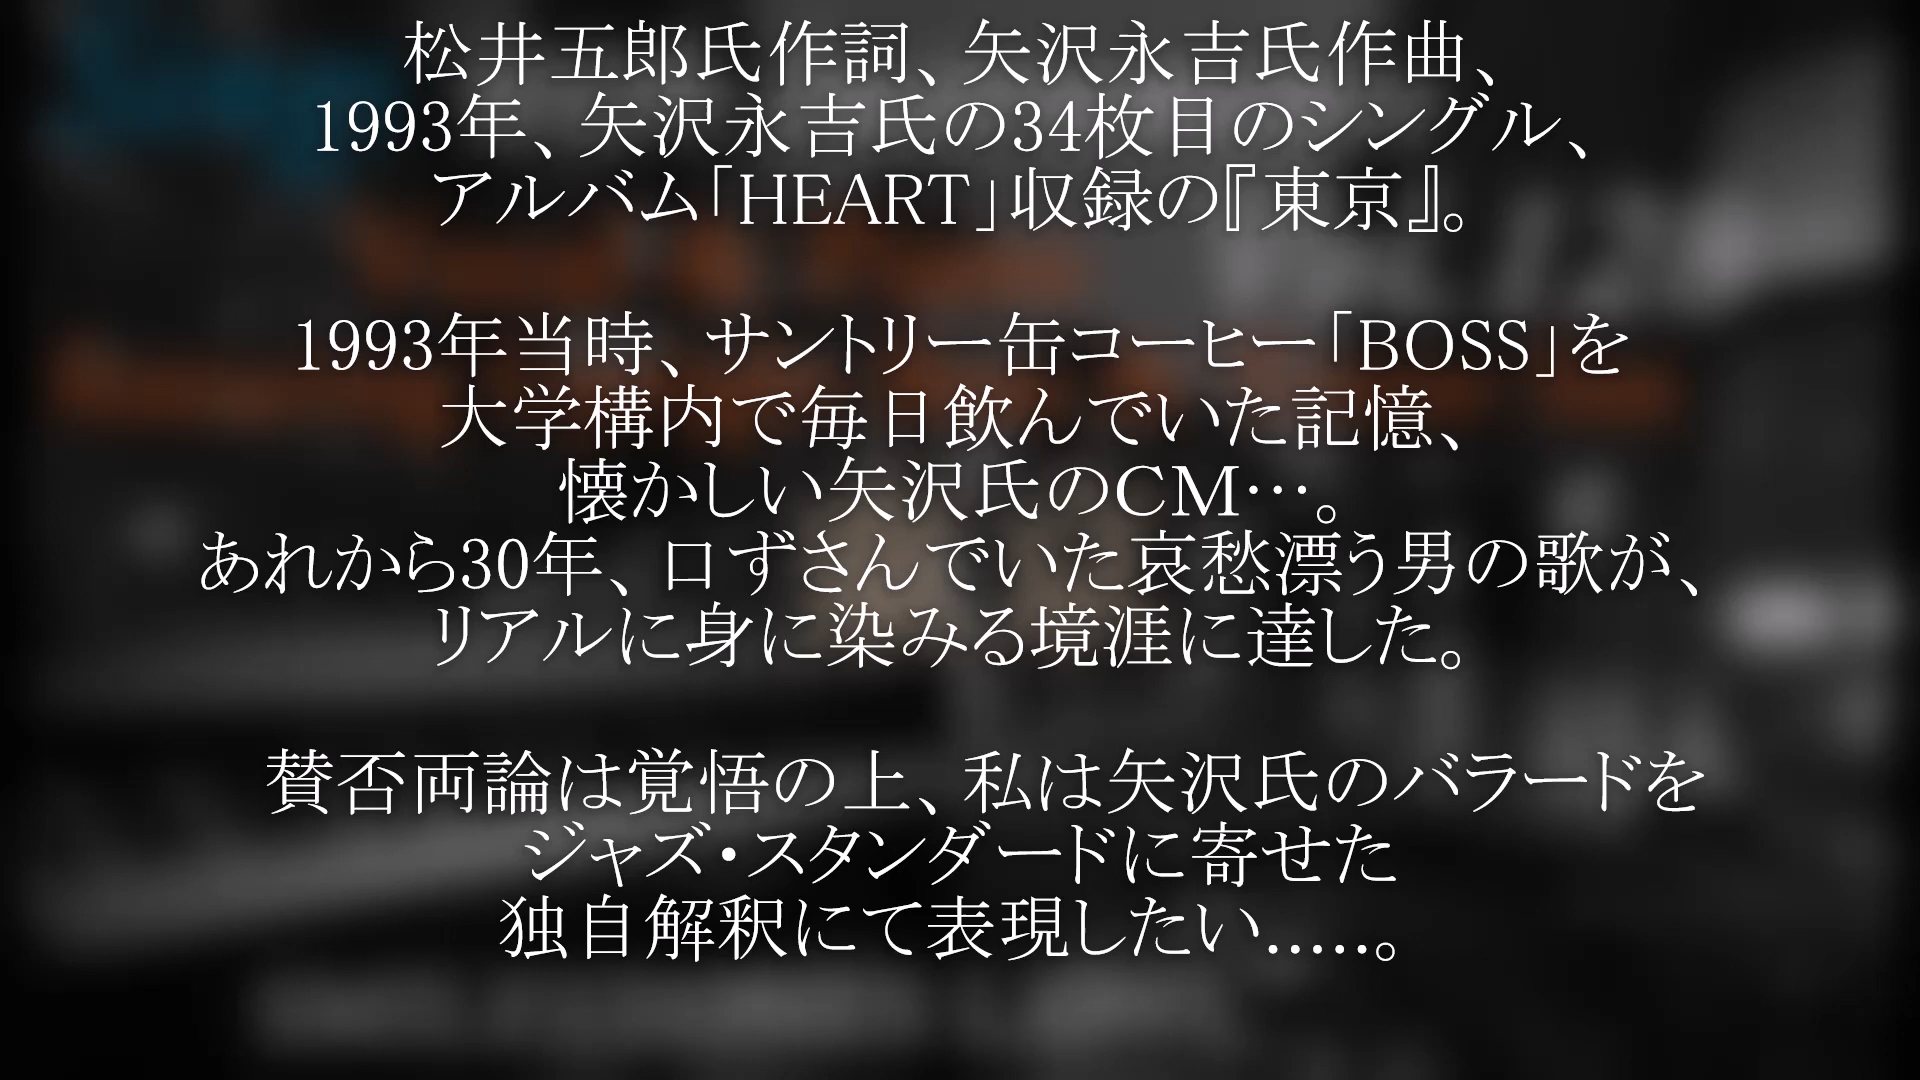 松井五郎氏作詞、矢沢永吉氏作曲、
1993年、矢沢永吉氏の34枚目のシングル、
アルバム「HEART」収録の『東京』。
1993年当時、サントリー缶コーヒー「BOSS」を
大学構内で毎日飲んでいた記憶、
懐かしい矢沢氏のCM…。
あれから30年、口ずさんでいた哀愁漂う男の歌が、
リアルに身に染みる境涯に達した。
賛否両論は覚悟の上、私は矢沢氏のバラードを
ジャズ・スタンダードに寄せた
独自解釈にて表現したい.....。